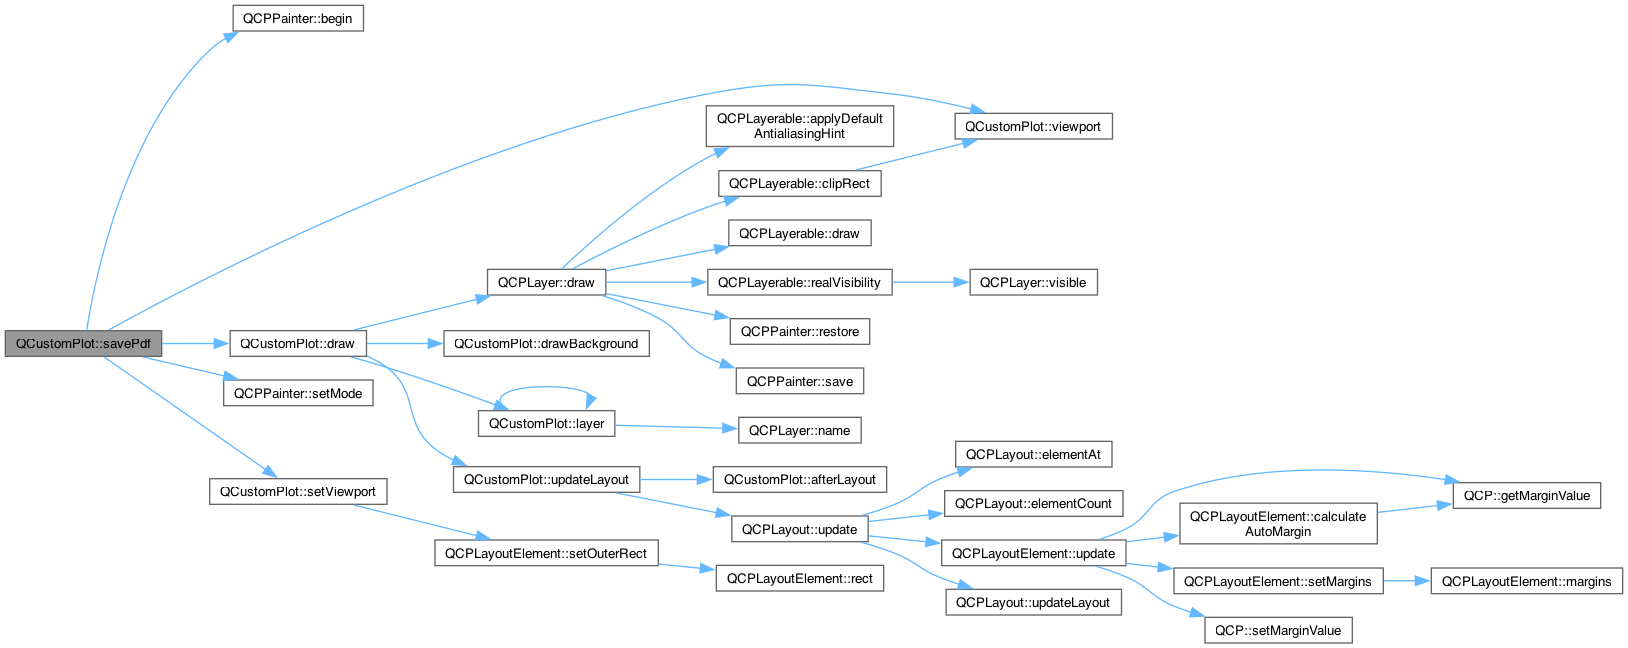 QCPPainter::begin
QCPLayerable::applyDefault
AntialiasingHint
QCustomPlot::viewport
QCPLayerable::clipRect
QCPLayerable::draw
QCPLayer::draw
QCPLayerable::realVisibility
QCPLayer::visible
QCPPainter::restore
QCustomPlot::savePdf
QCustomPlot::draw
QCustomPlot::drawBackground
QCPPainter::save
QCPPainter::setMode
QCustomPlot::layer
QCPLayer::name
QCPLayout::elementAt
QCustomPlot::updateLayout
QCustomPlot::afterLayout
QCustomPlot::setViewport
QCP::getMarginValue
QCPLayout::elementCount
QCPLayoutElement::calculate
AutoMargin
QCPLayout::update
QCPLayoutElement::setOuterRect
QCPLayoutElement::update
QCPLayoutElement::rect
QCPLayoutElement::setMargins
QCPLayoutElement::margins
QCPLayout::updateLayout
QCP::setMarginValue